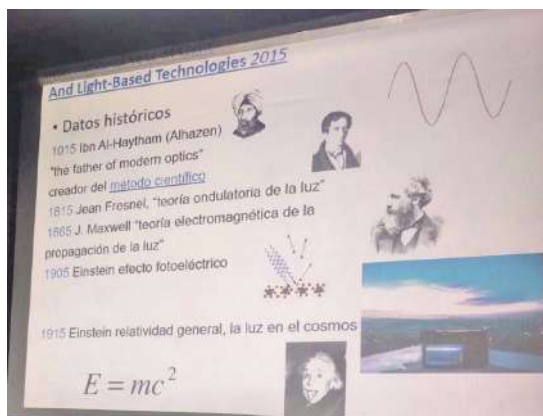 And Light-Based Technologies 2015
• Datos históricos
1015 Ibn Al-Haytham (Alhazen)
"the father of modern optics"
creador del método científico
1815 Jean Fresnel, "teoría ondulatoria de la luz"
1865 J. Maxwell "teoría electromagnética de la
propagación de la luz"
1905 Einstein efecto fotoeléctrico
1915 Einstein relatividad general, la luz en el cosmos
E = mc²